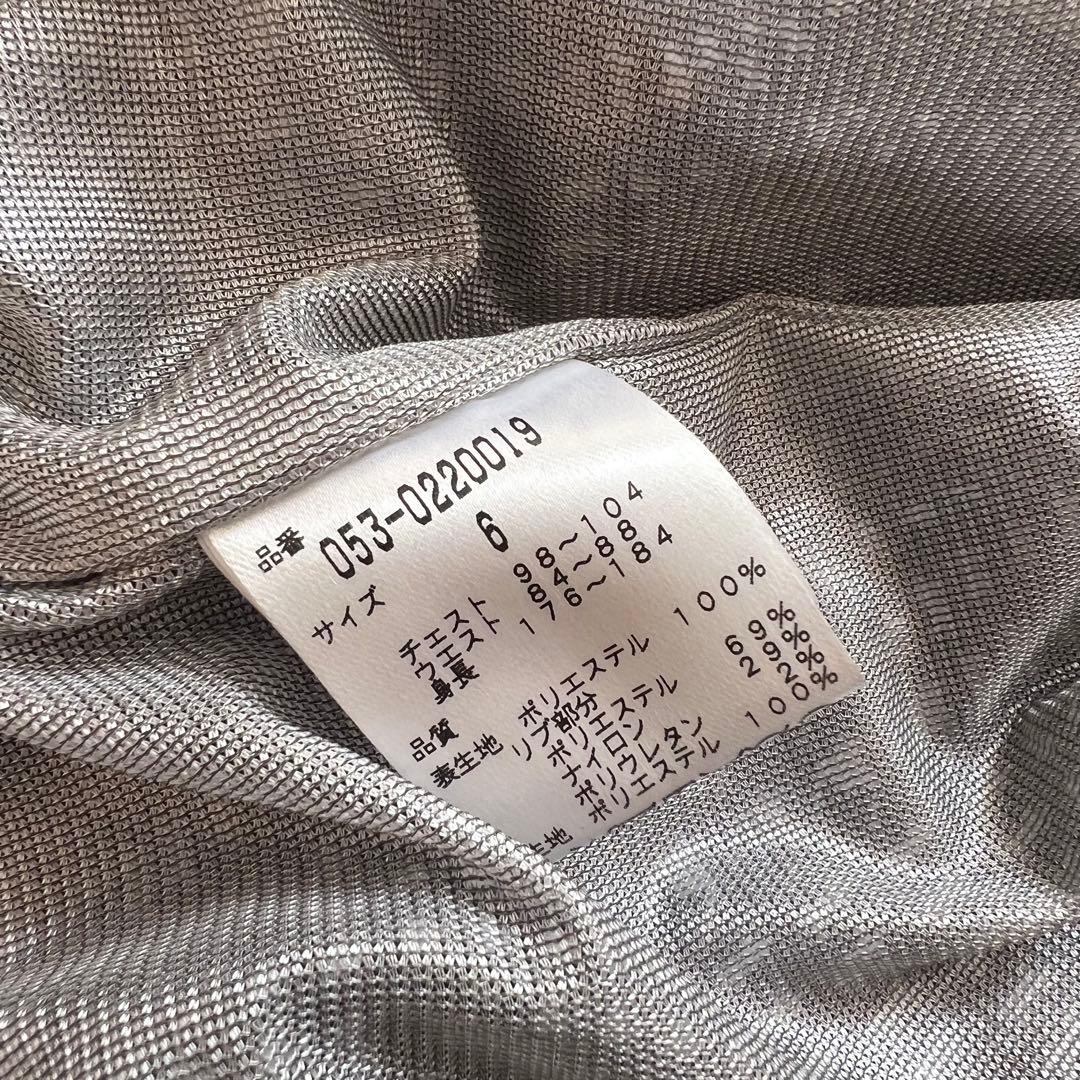 品番 053-0220019
サイズ 6
チェスト 98～104
ウエスト 84～88
身長 176～184
品質
表生地 ポリエステル 100%
リブ部分
ポリエステル 69%
ナイロン 29%
ポリウレタン 2%
生地 ポリエステル 100%